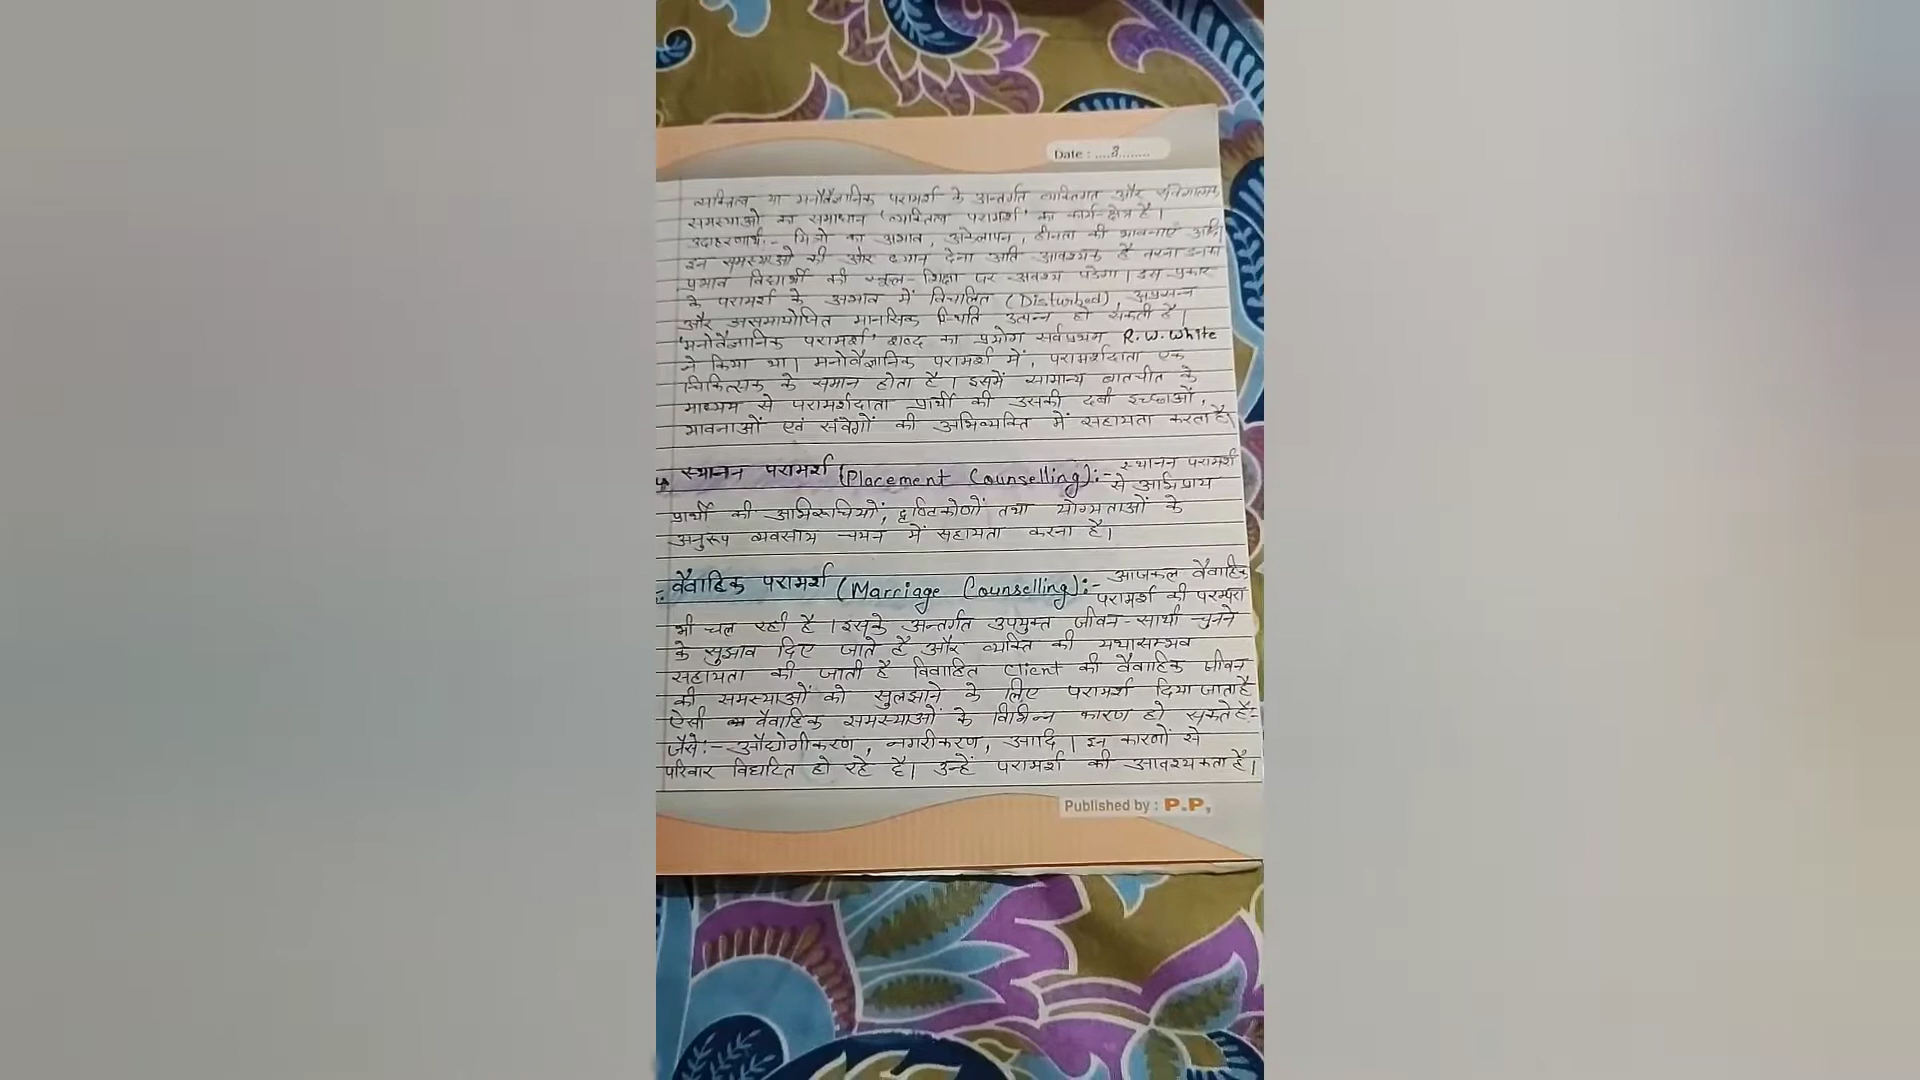 Date : ....3........
व्यक्तित्व या मनोवैज्ञानिक परामर्श के अन्तर्गत व्यक्तिगत और संवेगात्मक
समस्याओं का समाधान 'व्यक्तित्व परामर्श' का कार्य-क्षेत्र है।
उदाहरणार्थ:- मित्रों का अभाव, अकेलापन, हीनता की भावनाएँ आदि।
इन समस्याओं की और ध्यान देना अति आवश्यक है वरना इनका
प्रभाव विद्यार्थी की स्कूल-शिक्षा पर अवश्य पडेगा। इस प्रकार
के परामर्श के अभाव में विचलित (Disturbed), अप्रसन्न
और असमायोजित मानसिक स्थिति उत्पन्न हो सकती है।
'मनोवैज्ञानिक परामर्श' शब्द का प्रयोग सर्वप्रथम R.W.White
ने किया था। मनोवैज्ञानिक परामर्श में, परामर्शदाता एक
चिकित्सक के समान होता है। इसमें सामान्य बातचीत के
माध्यम से परामर्शदाता प्रार्थी की उसकी दबी इच्छाओं,
भावनाओं एवं संवेगों की अभिव्यक्ति में सहायता करता है।
स्थानन परामर्श (Placement Counselling):- स्थानन परामर्श
से अभिप्राय
प्रार्थी की अभिरूचियों, दृष्टिकोणों तथा योग्यताओं के
अनुरूप व्यवसाय चयन में सहायता करना है।
वैवाहिक परामर्श (Marriage Counselling):- आजकल वैवाहिक
परामर्श की परम्परा
भी चल रही है। इसके अन्तर्गत उपयुक्त जीवन-साथी चुनने
के सुझाव दिए जाते है और व्यक्ति की यथासम्भव
सहायता की जाती है विवाहित Client की वैवाहिक जीवन
की समस्याओं को सुलझाने के लिए परामर्श दिया जाता है
ऐसी वैवाहिक समस्याओं के विभिन्न कारण हो सकते है:-
जैसे:- औद्योगीकरण, नगरीकरण, आदि। इन कारणों से
परिवार विघटित हो रहे है। उन्हें परामर्श की आवश्यकता है।
Published by : P.P.